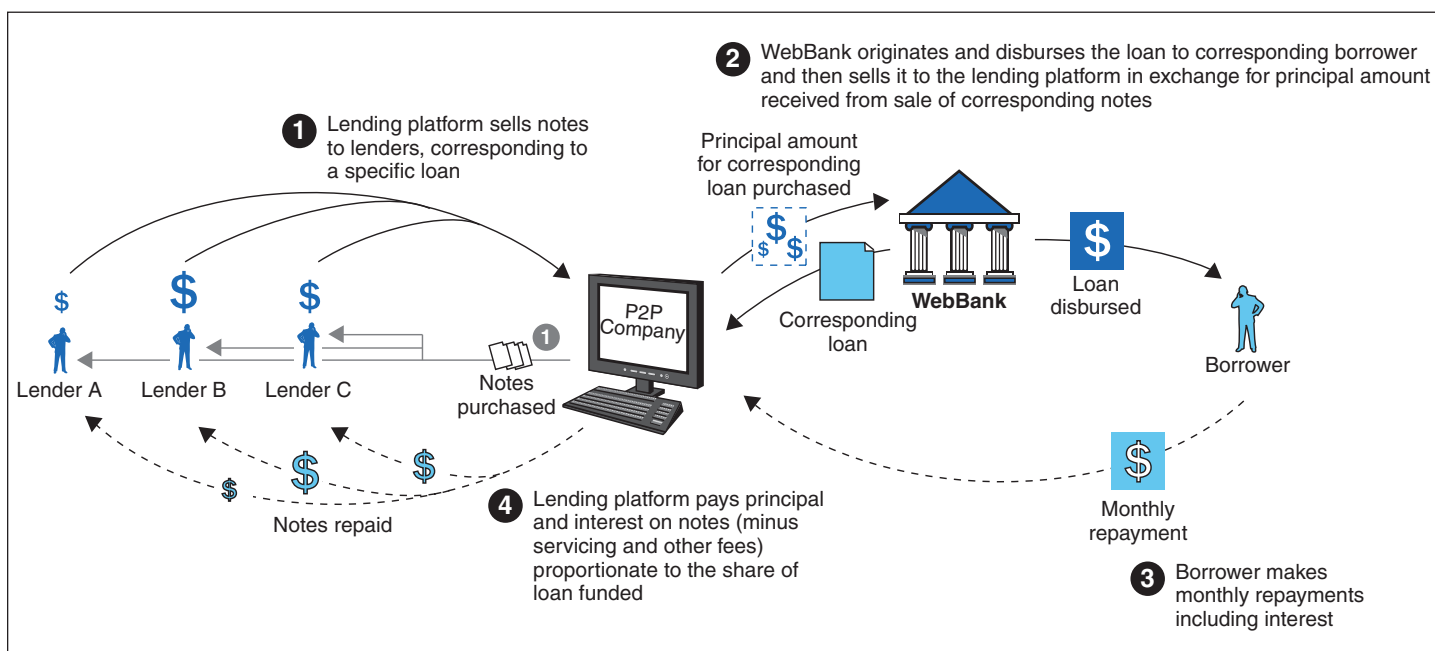 2 WebBank originates and disburses the loan to corresponding borrower
and then sells it to the lending platform in exchange for principal amount
received from sale of corresponding notes
1 Lending platform sells notes
to lenders, corresponding to
a specific loan
Principal amount
for corresponding
loan purchased
$ $ $
$
$
$
$
P2P
Company
WebBank
Loan
disbursed
Corresponding
loan
1
Notes
purchased
Lender A
Lender B
Lender C
Borrower
$
$
$
Notes repaid
4 Lending platform pays principal
and interest on notes (minus
servicing and other fees)
proportionate to the share of
loan funded
$
Monthly
repayment
3 Borrower makes
monthly repayments
including interest